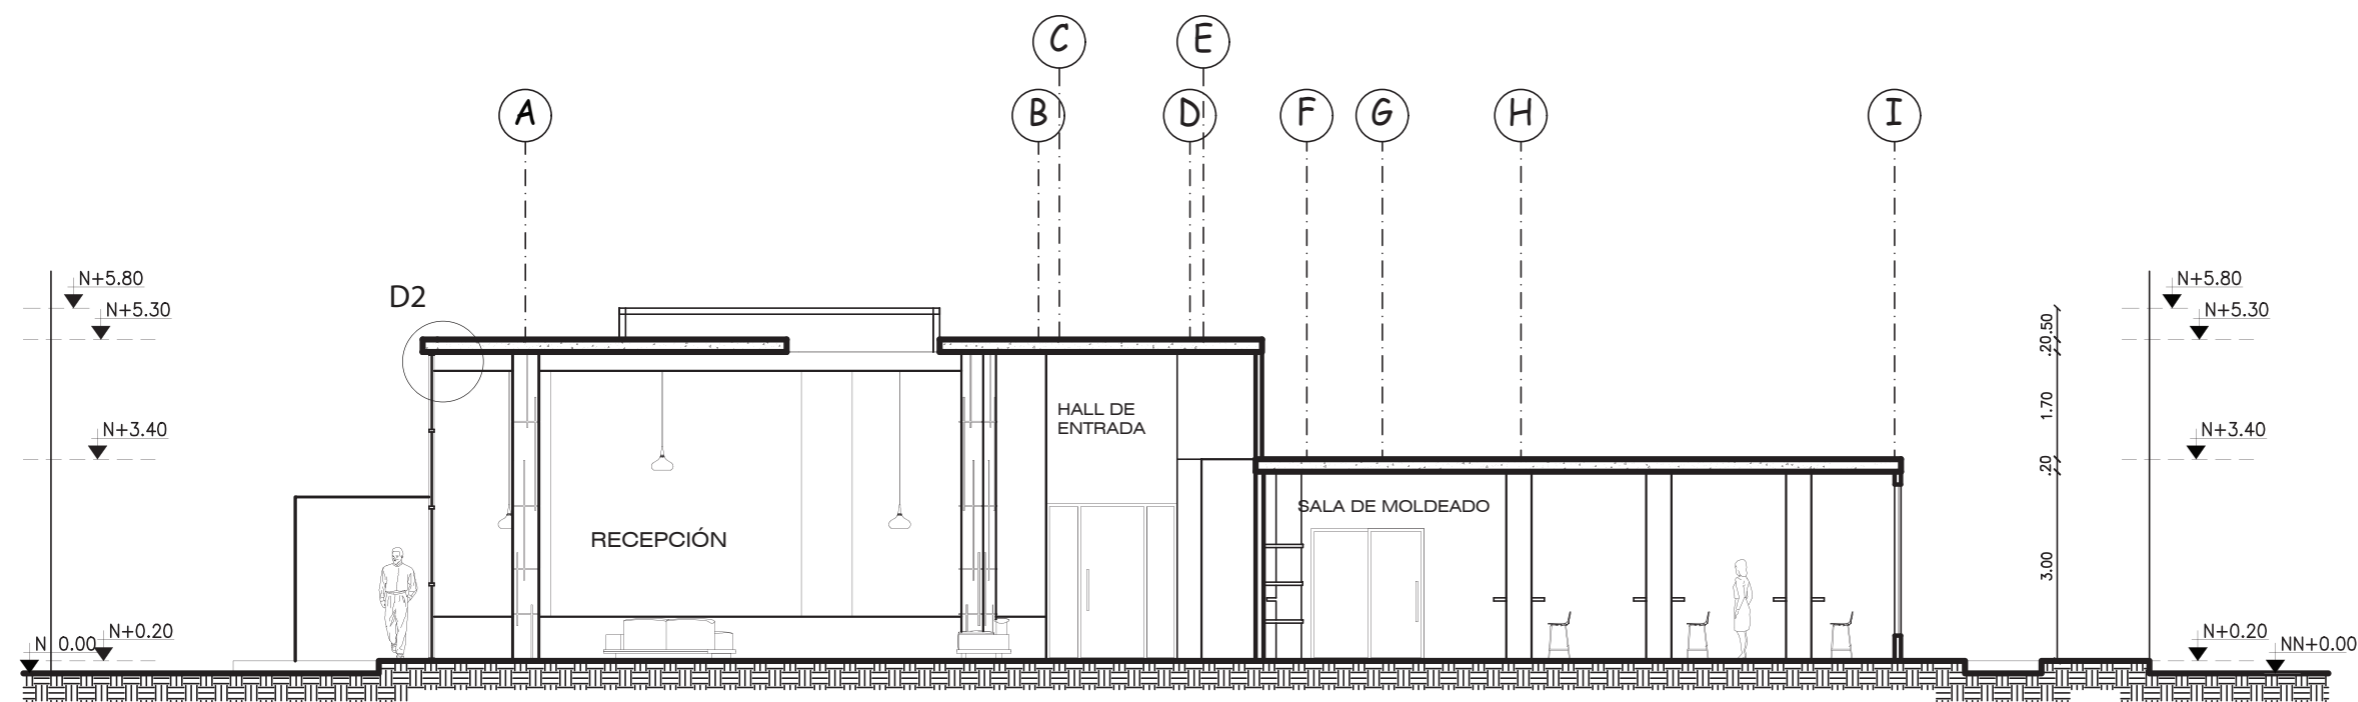 C
E
A
B
D
F
G
H
I
N+5.80
D2
N+5.30
N+5.80
N+5.30
.50
.20
HALL DE
ENTRADA
1.70
N+3.40
N+3.40
.20
SALA DE MOLDEADO
RECEPCIÓN
3.00
N+0.20
N 0.00
N+0.20
NN+0.00